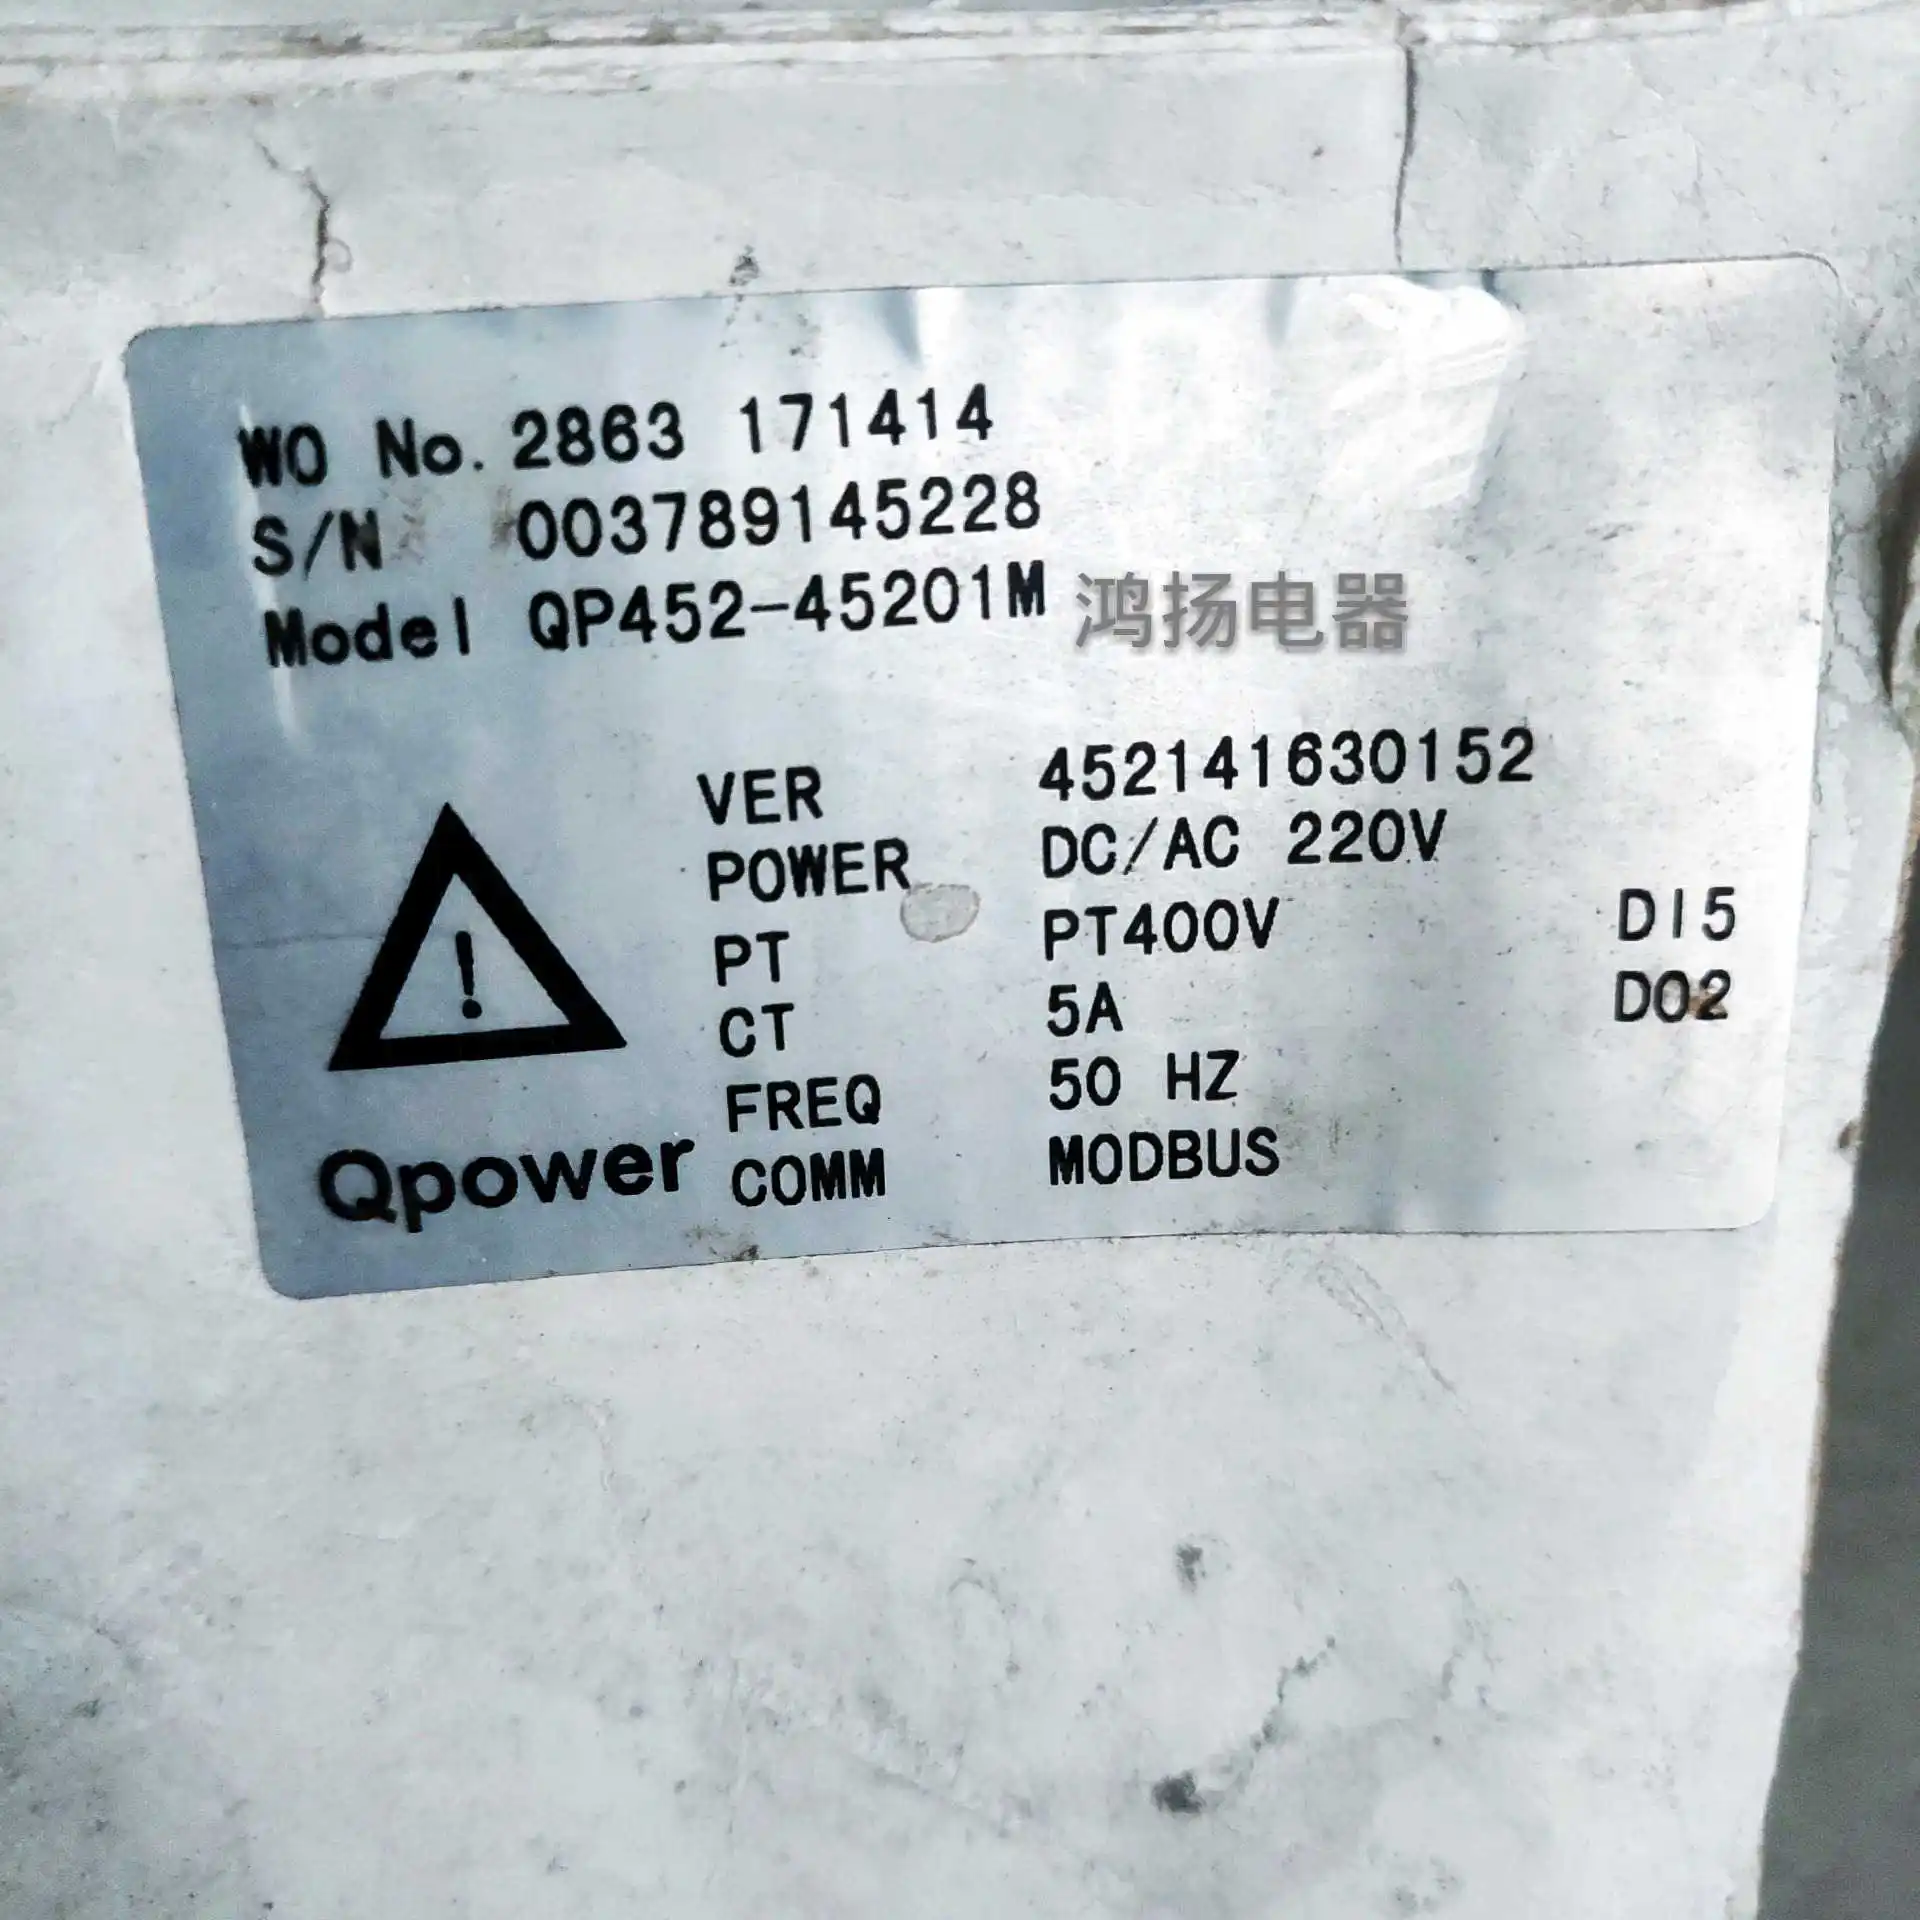 WO No. 2863 171414
S/N 003789145228
Model QP452-45201M 鸿扬电器
VER 452141630152
POWER DC/AC 220V
PT PT400V DI5
CT 5A DO2
FREQ 50 HZ
COMM MODBUS
!
Qpower